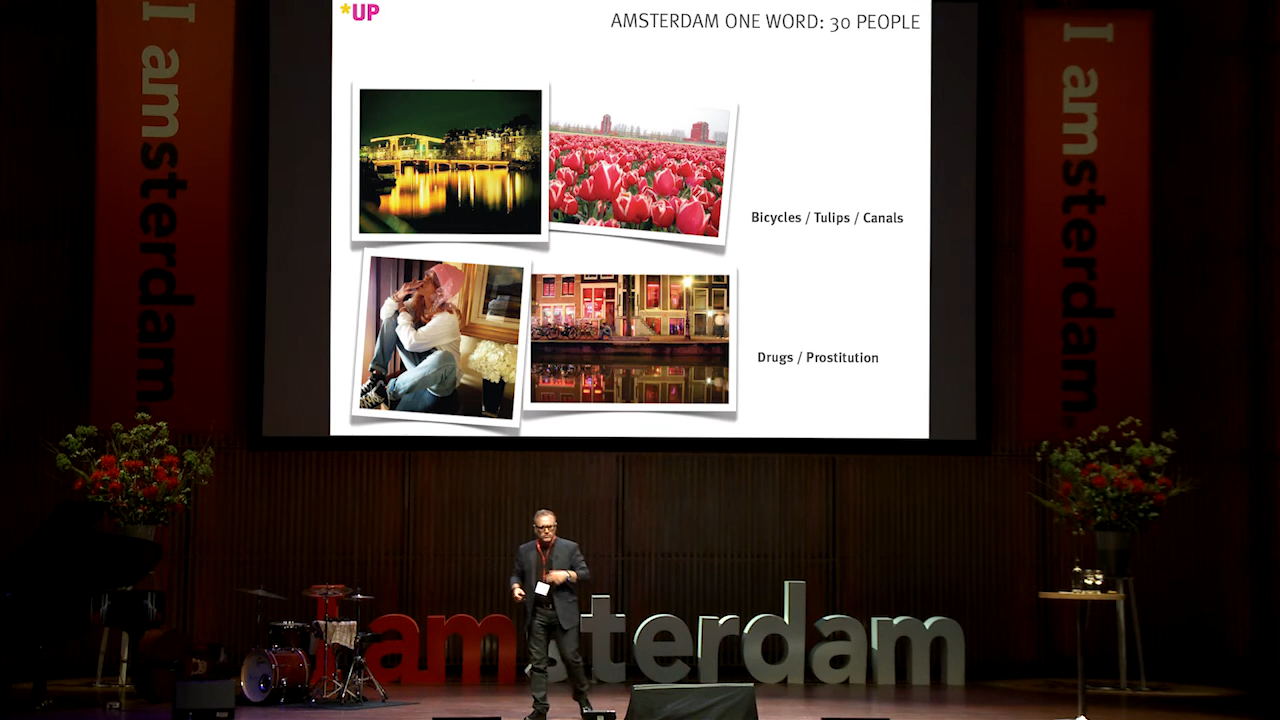 *UP
AMSTERDAM ONE WORD: 30 PEOPLE
Bicycles / Tulips / Canals
Drugs / Prostitution
I amsterdam.
I amsterdam.
I amsterdam